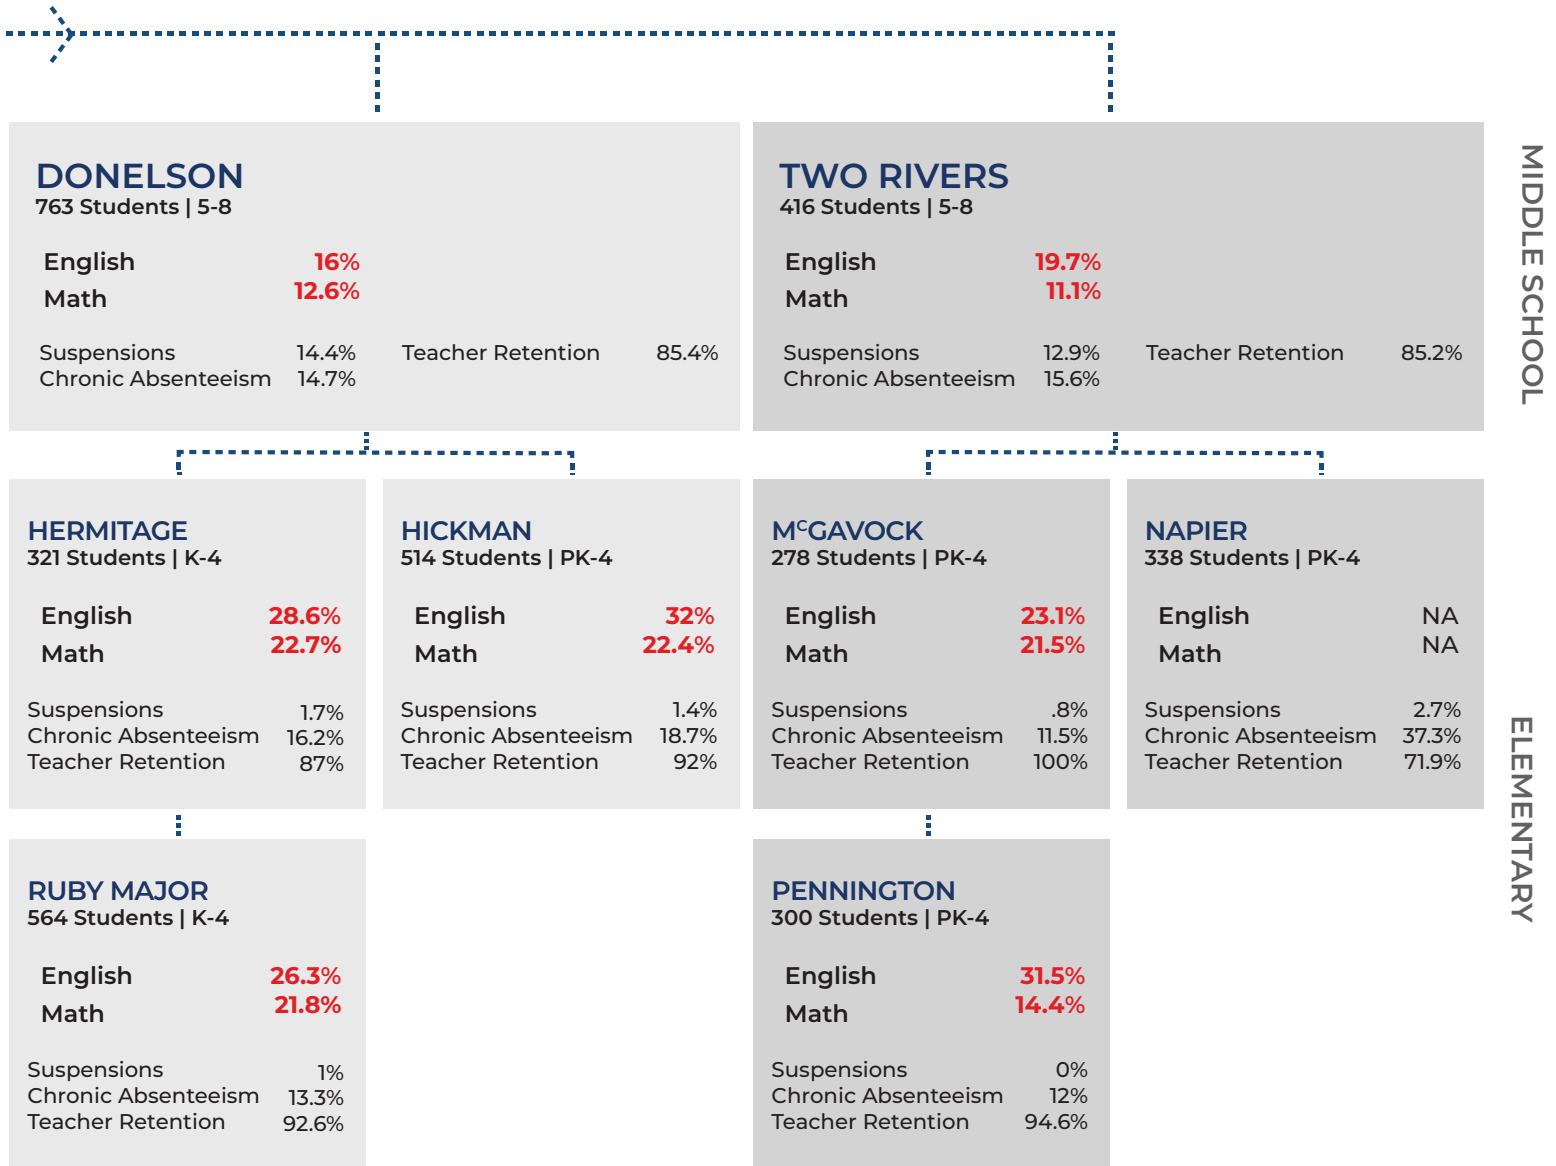 DONELSON
763 Students | 5-8
English 16%
Math 12.6%
Suspensions 14.4% Teacher Retention 85.4%
Chronic Absenteeism 14.7%
TWO RIVERS
416 Students | 5-8
English 19.7%
Math 11.1%
Suspensions 12.9% Teacher Retention 85.2%
Chronic Absenteeism 15.6%
MIDDLE SCHOOL
HERMITAGE
321 Students | K-4
English 28.6%
Math 22.7%
Suspensions 1.7%
Chronic Absenteeism 16.2%
Teacher Retention 87%
HICKMAN
514 Students | PK-4
English 32%
Math 22.4%
Suspensions 1.4%
Chronic Absenteeism 18.7%
Teacher Retention 92%
McGAVOCK
278 Students | PK-4
English 23.1%
Math 21.5%
Suspensions .8%
Chronic Absenteeism 11.5%
Teacher Retention 100%
NAPIER
338 Students | PK-4
English NA
Math NA
Suspensions 2.7%
Chronic Absenteeism 37.3%
Teacher Retention 71.9%
ELEMENTARY
RUBY MAJOR
564 Students | K-4
English 26.3%
Math 21.8%
Suspensions 1%
Chronic Absenteeism 13.3%
Teacher Retention 92.6%
PENNINGTON
300 Students | PK-4
English 31.5%
Math 14.4%
Suspensions 0%
Chronic Absenteeism 12%
Teacher Retention 94.6%